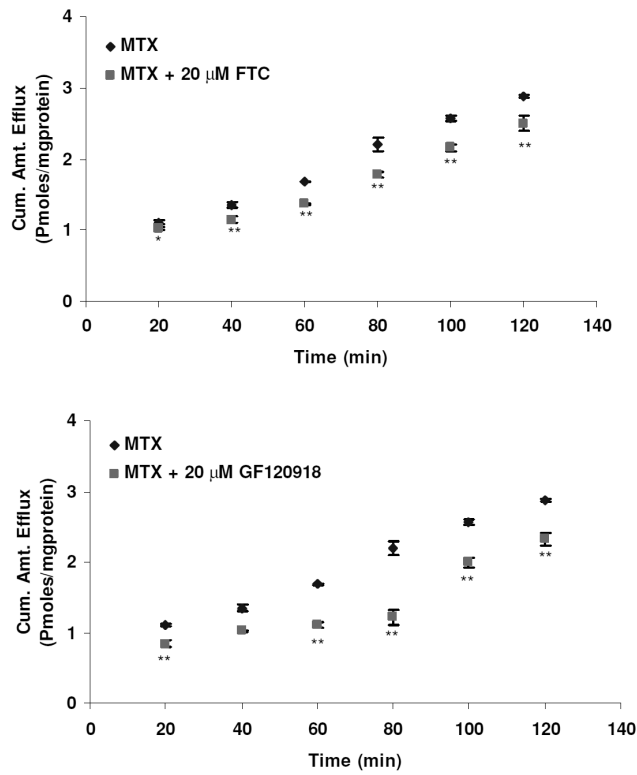 4
3
2
1
0
Cum. Amt. Efflux
(Pmoles/mgprotein)
MTX
MTX + 20 μM FTC
*
**
**
**
**
**
0 20 40 60 80 100 120 140
Time (min)
4
3
2
1
0
Cum. Amt. Efflux
(Pmoles/mgprotein)
MTX
MTX + 20 μM GF120918
**
**
**
**
**
0 20 40 60 80 100 120 140
Time (min)